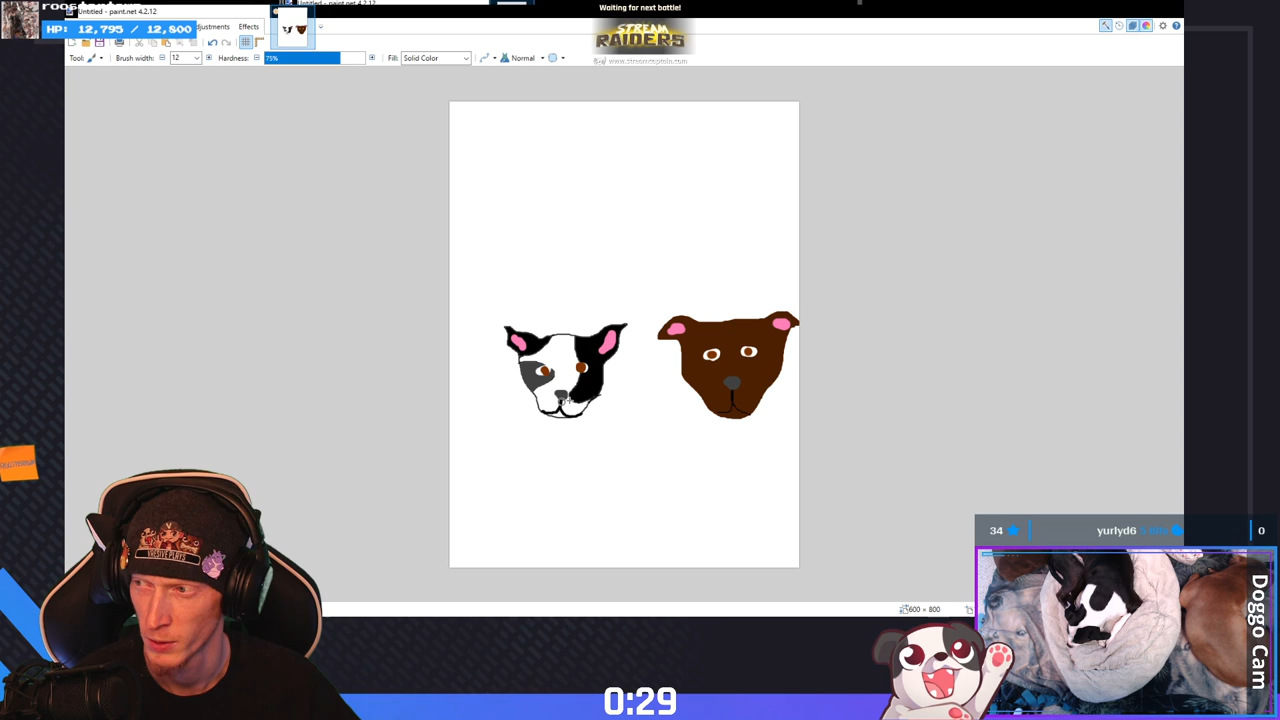 Untitled - paint.net 4.2.12
Waiting for next battle!
HP: 12,795 / 12,800
djustments
Effects
STREAM
RAIDERS
Tool:
Brush width:
12
Hardness:
75%
Fill:
Solid Color
Normal
www.streamcaptain.com
600 × 800
34
yurlyd6
0
Doggo Cam
0:29